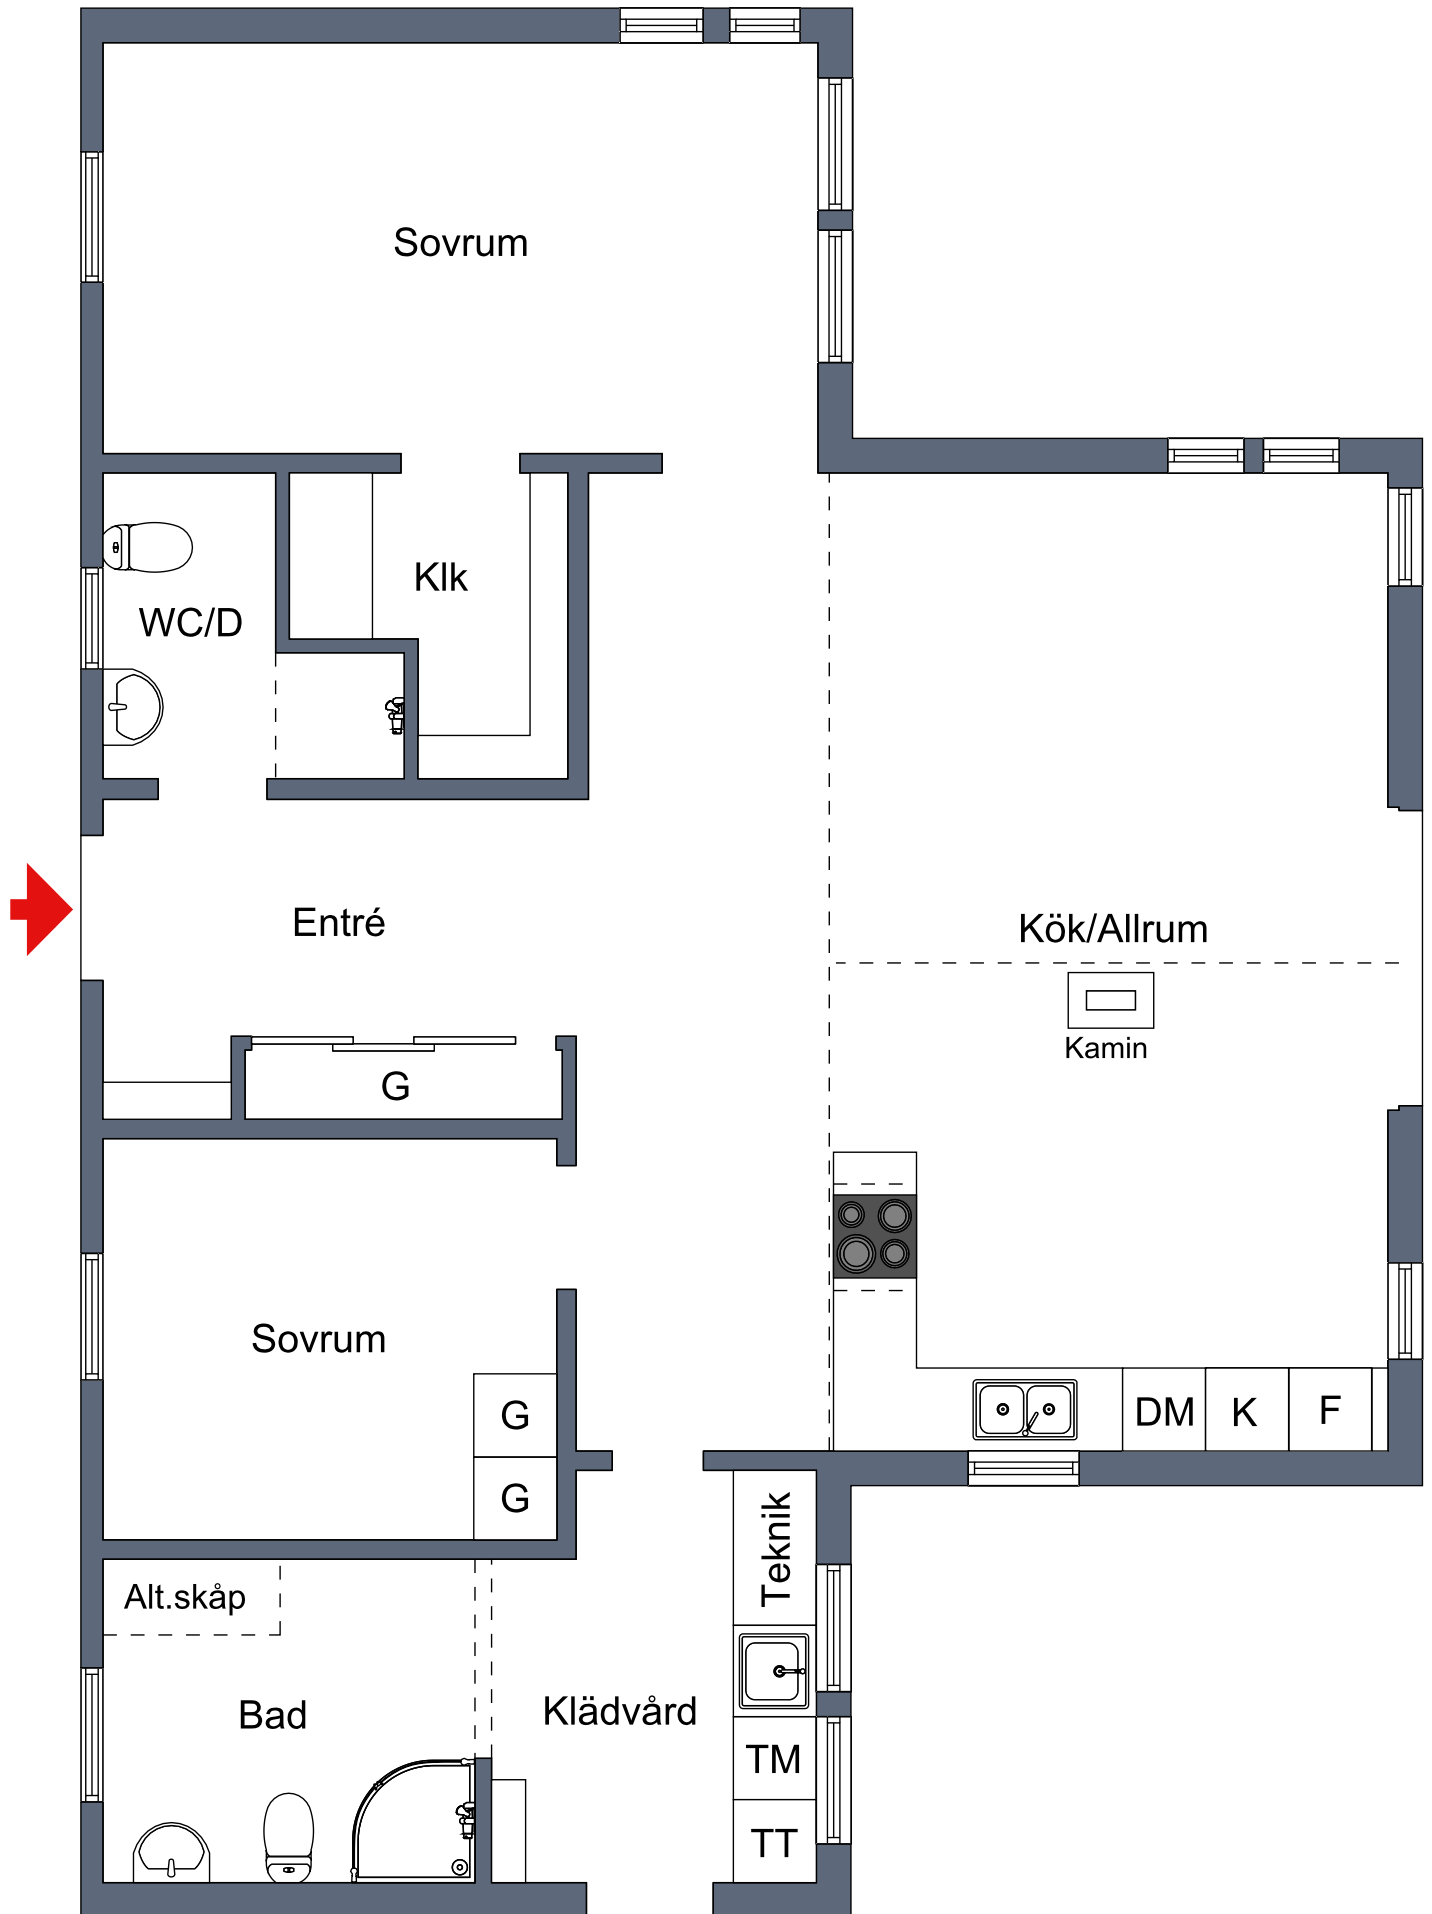 Sovrum
Klk
WC/D
Entré
Kök/Allrum
Kamin
G
Sovrum
G
DM
K
F
G
Teknik
Alt.skåp
Bad
Klädvård
TM
TT